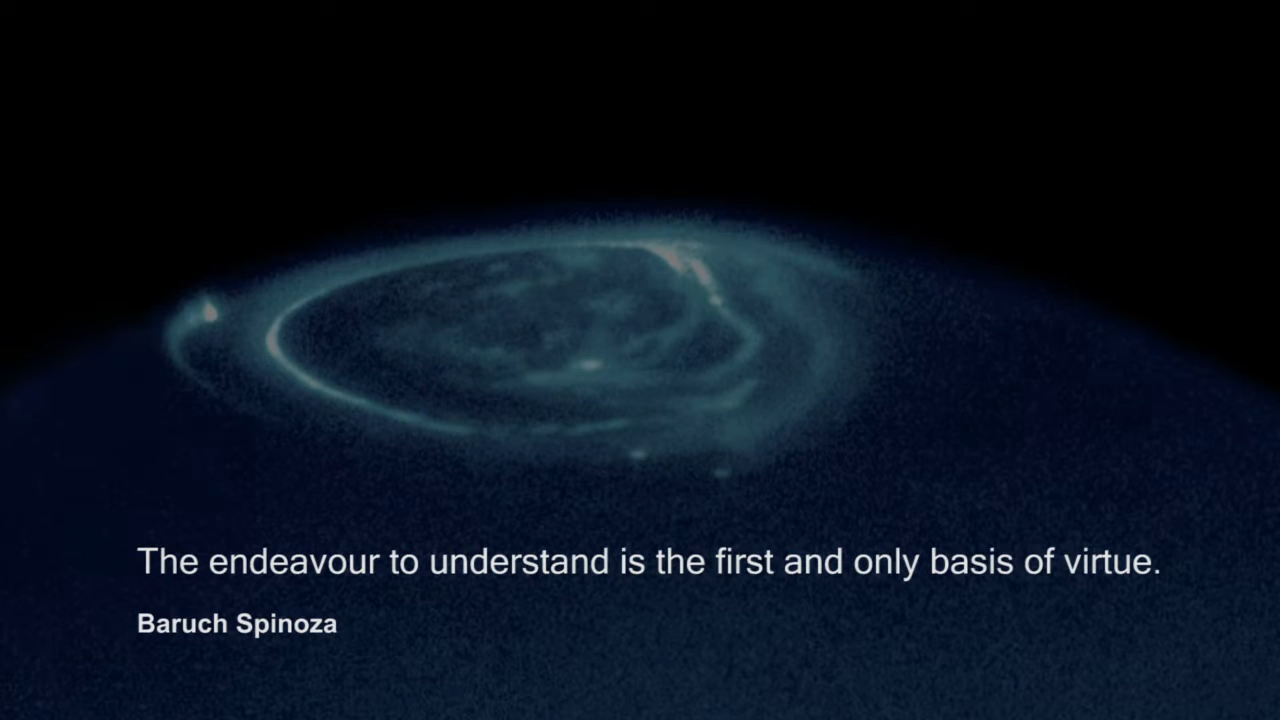 The endeavour to understand is the first and only basis of virtue.
Baruch Spinoza